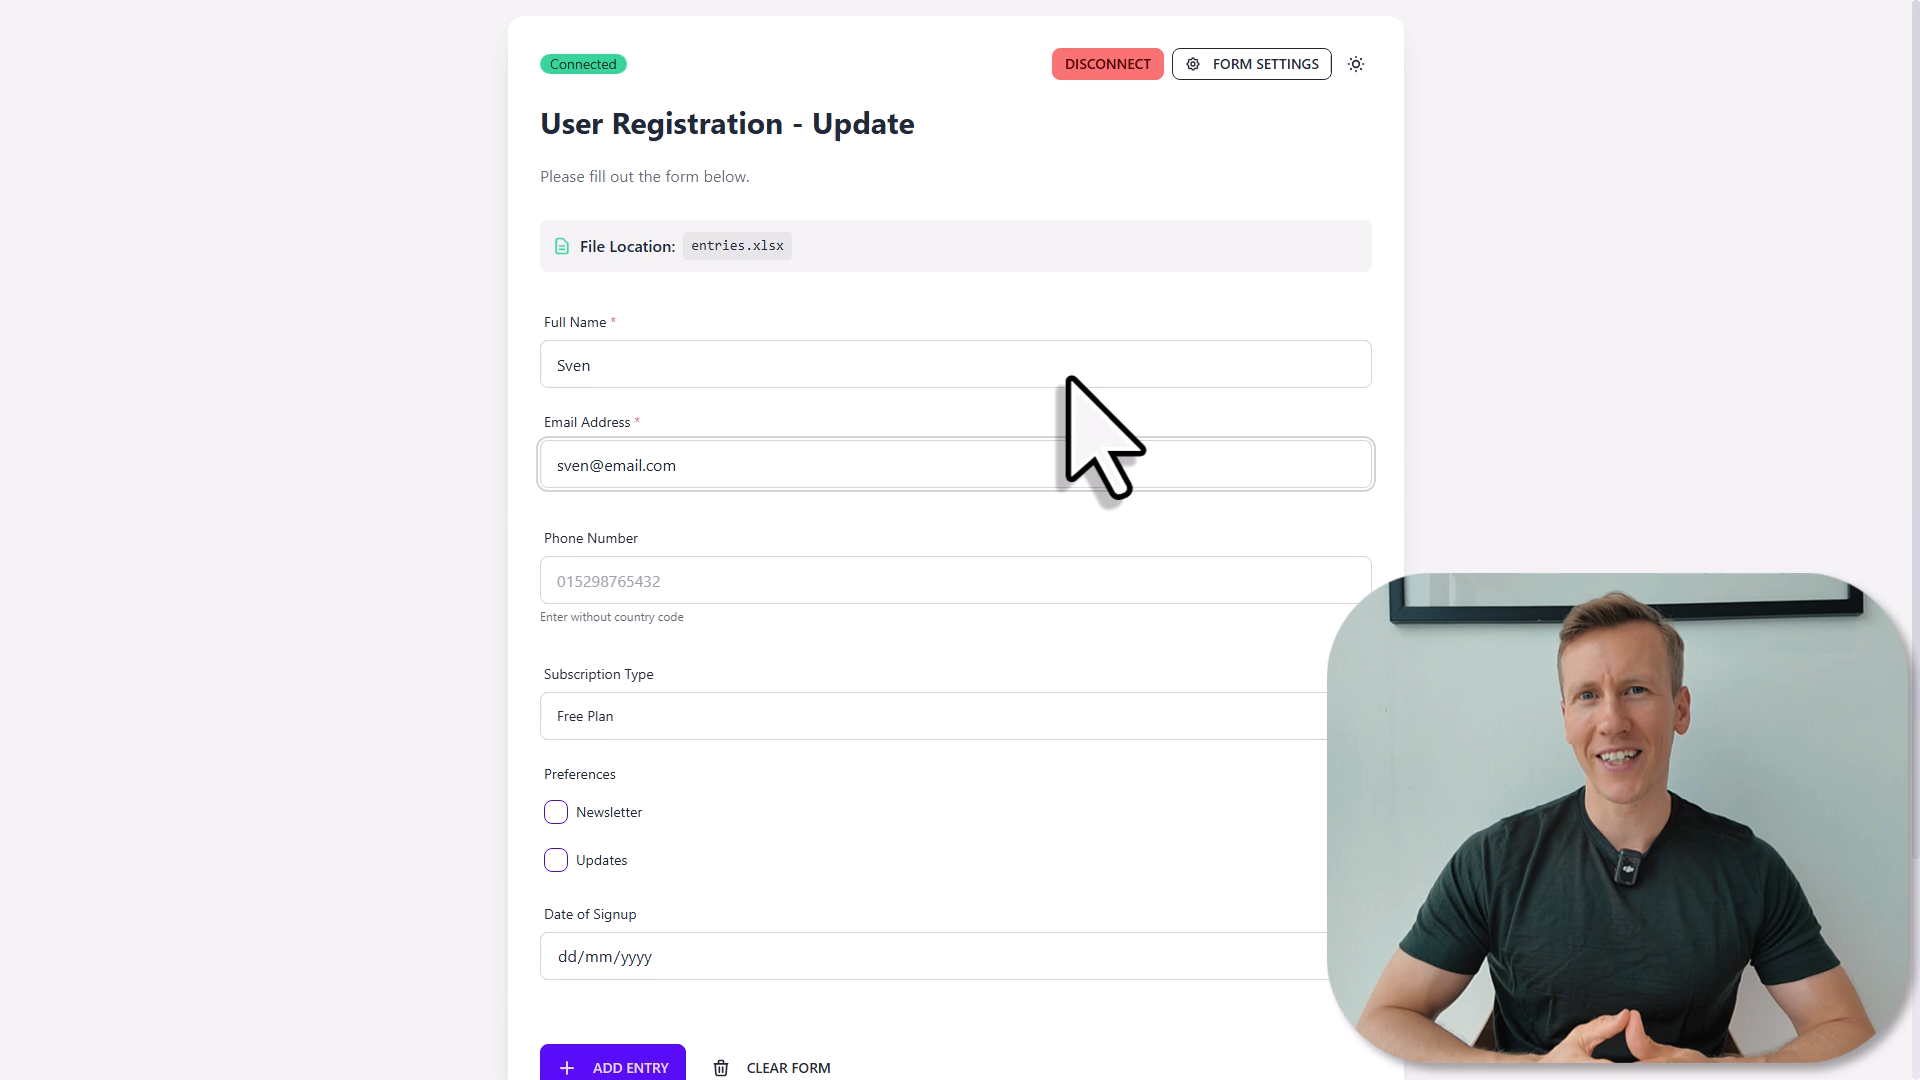 Connected
DISCONNECT
FORM SETTINGS
User Registration - Update
Please fill out the form below.
File Location: entries.xlsx
Full Name *
Sven
Email Address *
sven@email.com
Phone Number
015298765432
Enter without country code
Subscription Type
Free Plan
Preferences
Newsletter
Updates
Date of Signup
dd/mm/yyyy
ADD ENTRY
CLEAR FORM